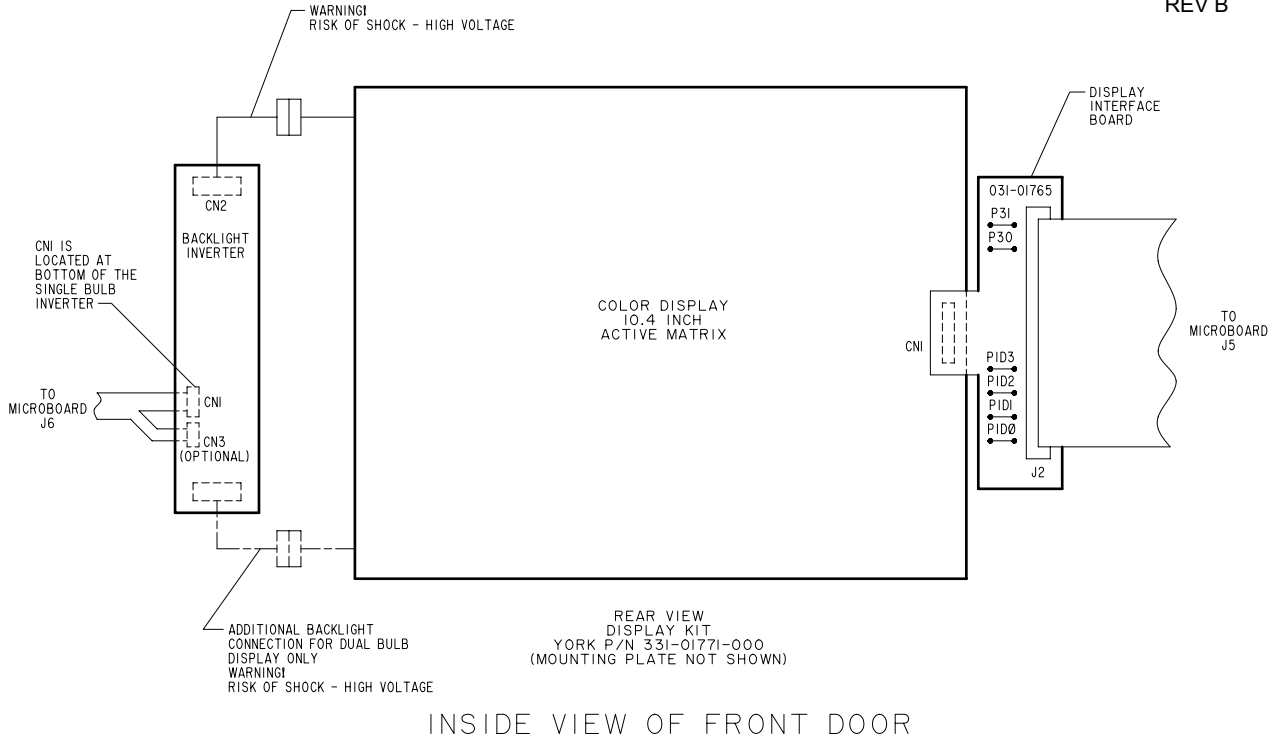 REV B
WARNING!
RISK OF SHOCK - HIGH VOLTAGE
DISPLAY
INTERFACE
BOARD
031-01765
P31
P30
CN2
BACKLIGHT
INVERTER
CN1 IS
LOCATED AT
BOTTOM OF THE
SINGLE BULB
INVERTER
COLOR DISPLAY
10.4 INCH
ACTIVE MATRIX
CN1
TO
MICROBOARD
J5
PID3
PID2
PID1
PID0
J2
TO
MICROBOARD
J6
CN1
CN3
(OPTIONAL)
ADDITIONAL BACKLIGHT
CONNECTION FOR DUAL BULB
DISPLAY ONLY
WARNING!
RISK OF SHOCK - HIGH VOLTAGE
REAR VIEW
DISPLAY KIT
YORK P/N 331-01771-000
(MOUNTING PLATE NOT SHOWN)
INSIDE VIEW OF FRONT DOOR